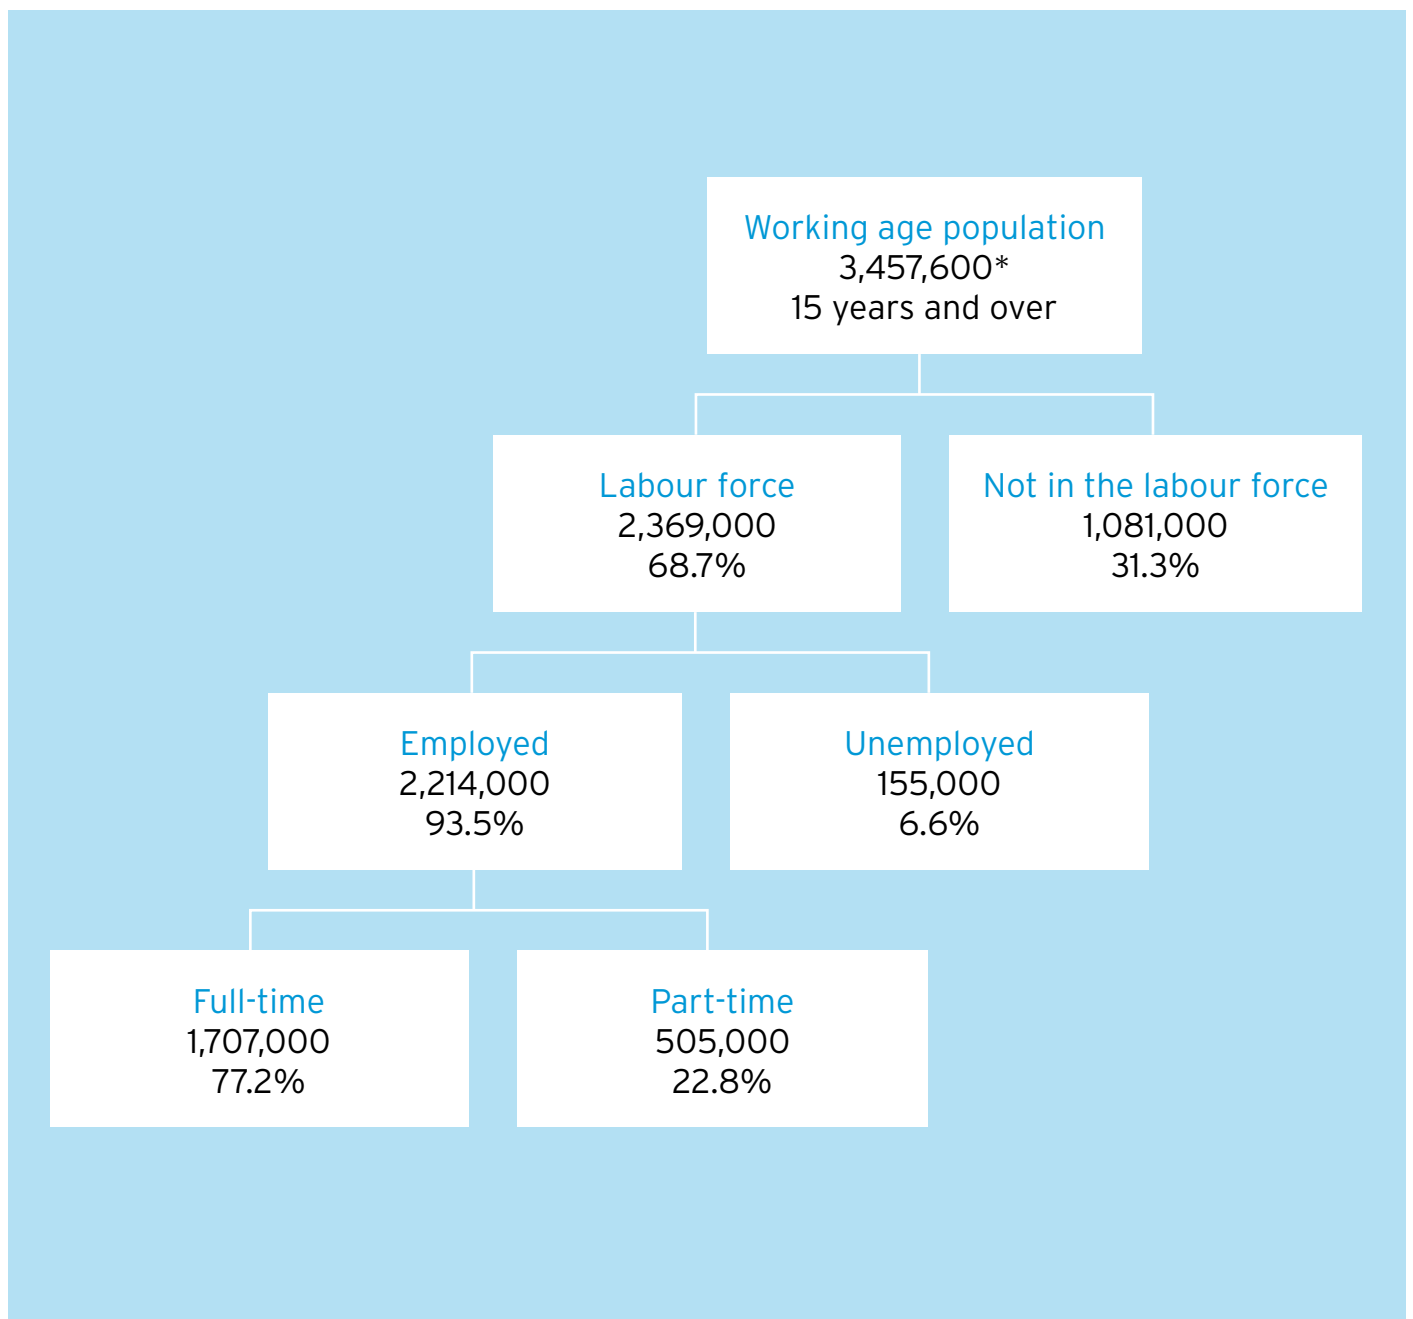 Working age population
3,457,600*
15 years and over
Labour force
2,369,000
68.7%
Not in the labour force
1,081,000
31.3%
Employed
2,214,000
93.5%
Unemployed
155,000
6.6%
Full-time
1,707,000
77.2%
Part-time
505,000
22.8%